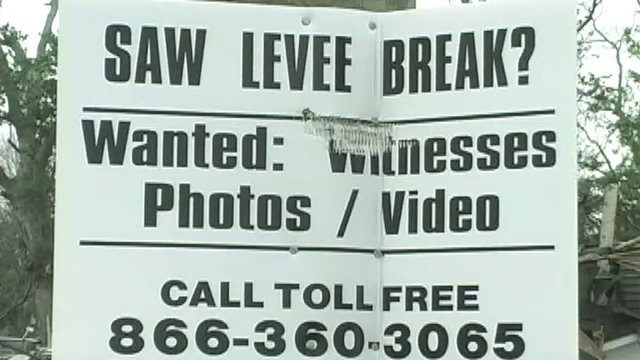 SAW LEVEE BREAK?
Wanted: Witnesses
Photos / Video
CALL TOLL FREE
866-360-3065